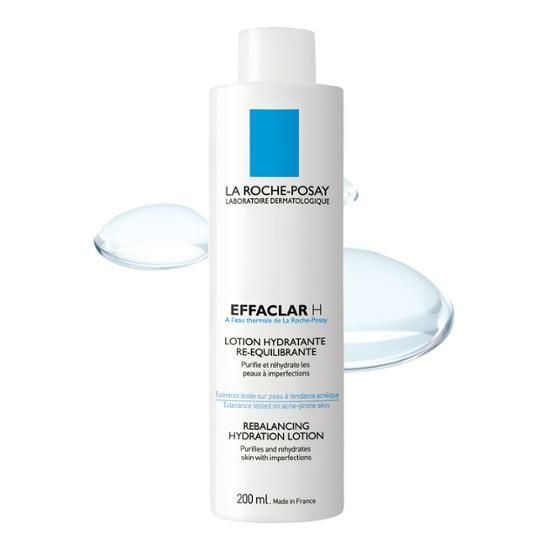 LA ROCHE-POSAY
LABORATOIRE DERMATOLOGIQUE
EFFACLAR H
A l'eau thermale de La Roche-Posay
LOTION HYDRATANTE
RE-EQUILIBRANTE
Purifie et réhydrate les
peaux à imperfections
Tolérance testée sur peau à tendance acnéique
Tolerance tested on acne-prone skin
REBALANCING
HYDRATION LOTION
Purifies and rehydrates
skin with imperfections
200 ml. Made in France